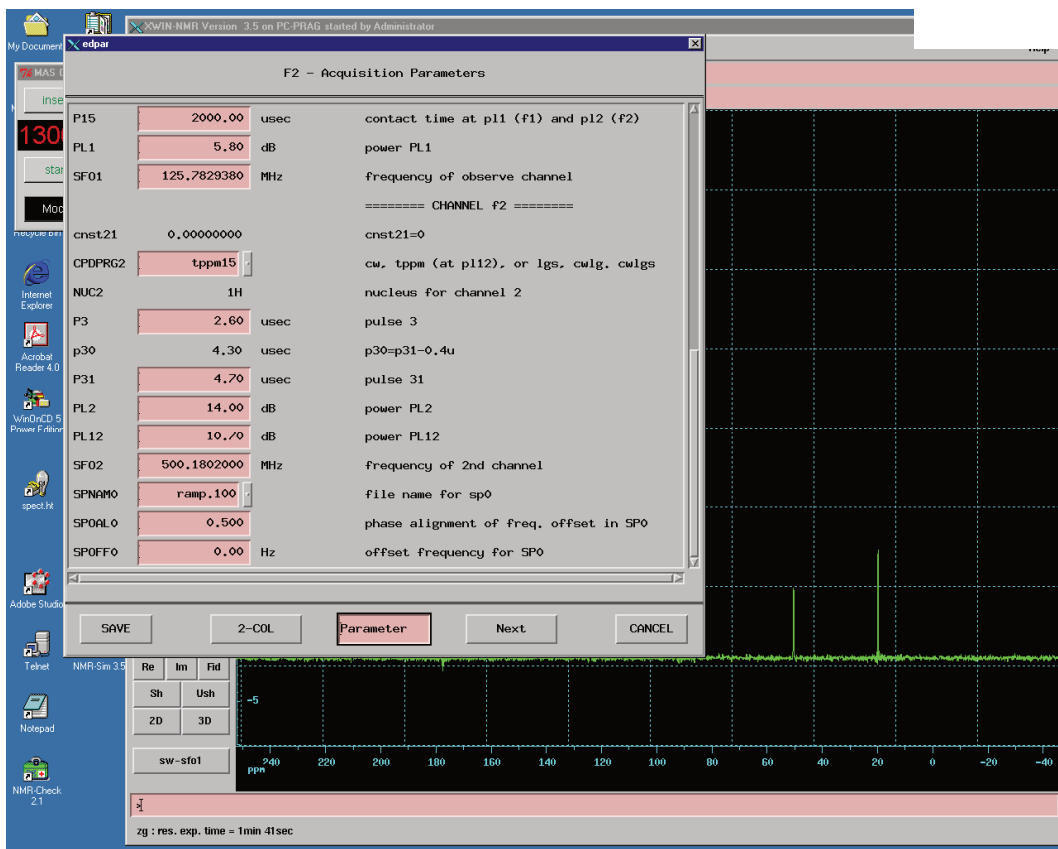 XWIN-NMR Version 3.5 on PC-PRAG started by Administrator
My Document
edpar
F2 - Acquisition Parameters
MAS
inse
1300
star
Moc
P15 2000.00 usec contact time at pl1 (f1) and pl2 (f2)
PL1 5.80 dB power PL1
SFO1 125.7829380 MHz frequency of observe channel
======== CHANNEL f2 ========
cnst21 0.00000000 cnst21=0
CPDPRG2 tppm15 cw, tppm (at pl12), or lgs, cwlg. cwlgs
NUC2 1H nucleus for channel 2
P3 2.60 usec pulse 3
p30 4.30 usec p30=p31-0.4u
P31 4.70 usec pulse 31
PL2 14.00 dB power PL2
PL12 10.70 dB power PL12
SFO2 500.1802000 MHz frequency of 2nd channel
SPNAM0 ramp.100 file name for sp0
SPOAL0 0.500 phase alignment of freq. offset in SP0
SPOFF0 0.00 Hz offset frequency for SP0
SAVE 2-COL Parameter Next CANCEL
Recycle Bin
Internet
Explorer
Acrobat
Reader 4.0
WinOnCD 5
Power Edition
spect.ht
Adobe Studio
Telnet
NMR-Sim 3.5
Notepad
NMR-Check
2.1
Re Im Fid
Sh Ush
2D 3D
sw-sfo1
-5
240 220 200 180 160 140 120 100 80 60 40 20 0 -20 -40
ppm
>
zg : res. exp. time = 1min 41sec